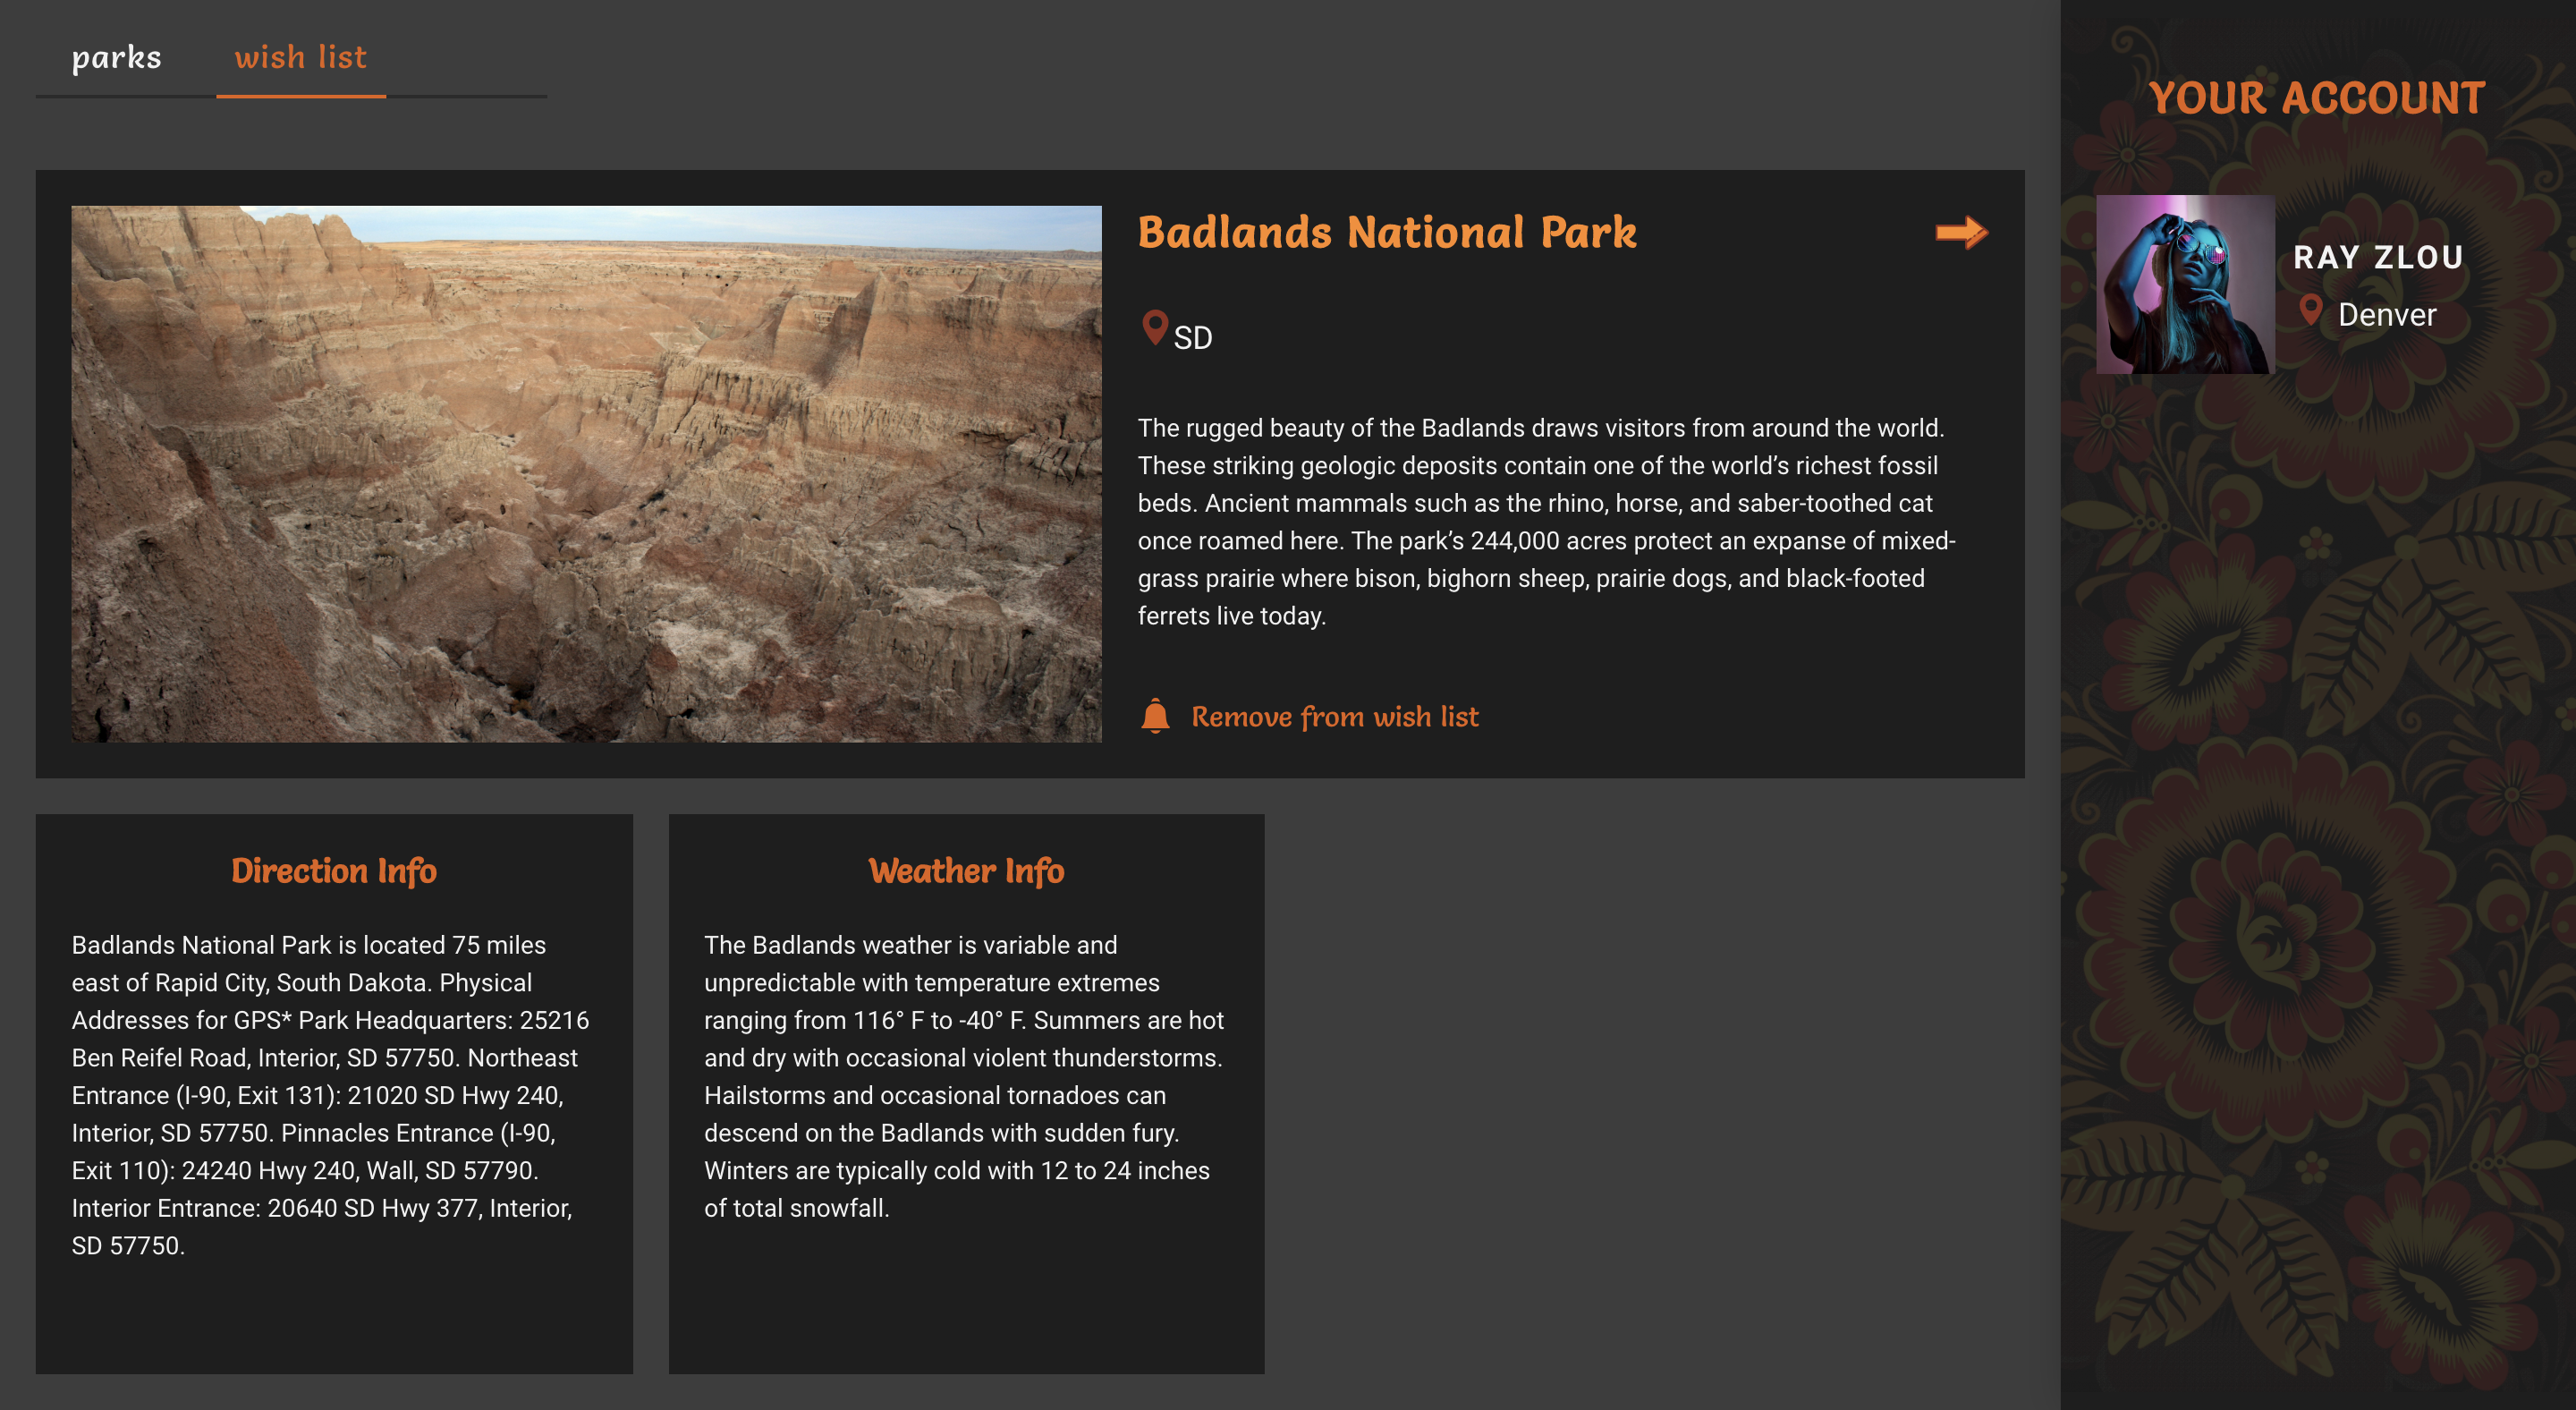 parks
wish list
YOUR ACCOUNT
RAY ZLOU
Denver
Badlands National Park
SD
The rugged beauty of the Badlands draws visitors from around the world.
These striking geologic deposits contain one of the world’s richest fossil
beds. Ancient mammals such as the rhino, horse, and saber-toothed cat
once roamed here. The park’s 244,000 acres protect an expanse of mixed-
grass prairie where bison, bighorn sheep, prairie dogs, and black-footed
ferrets live today.
Remove from wish list
Direction Info
Badlands National Park is located 75 miles
east of Rapid City, South Dakota. Physical
Addresses for GPS* Park Headquarters: 25216
Ben Reifel Road, Interior, SD 57750. Northeast
Entrance (I-90, Exit 131): 21020 SD Hwy 240,
Interior, SD 57750. Pinnacles Entrance (I-90,
Exit 110): 24240 Hwy 240, Wall, SD 57790.
Interior Entrance: 20640 SD Hwy 377, Interior,
SD 57750.
Weather Info
The Badlands weather is variable and
unpredictable with temperature extremes
ranging from 116° F to -40° F. Summers are hot
and dry with occasional violent thunderstorms.
Hailstorms and occasional tornadoes can
descend on the Badlands with sudden fury.
Winters are typically cold with 12 to 24 inches
of total snowfall.